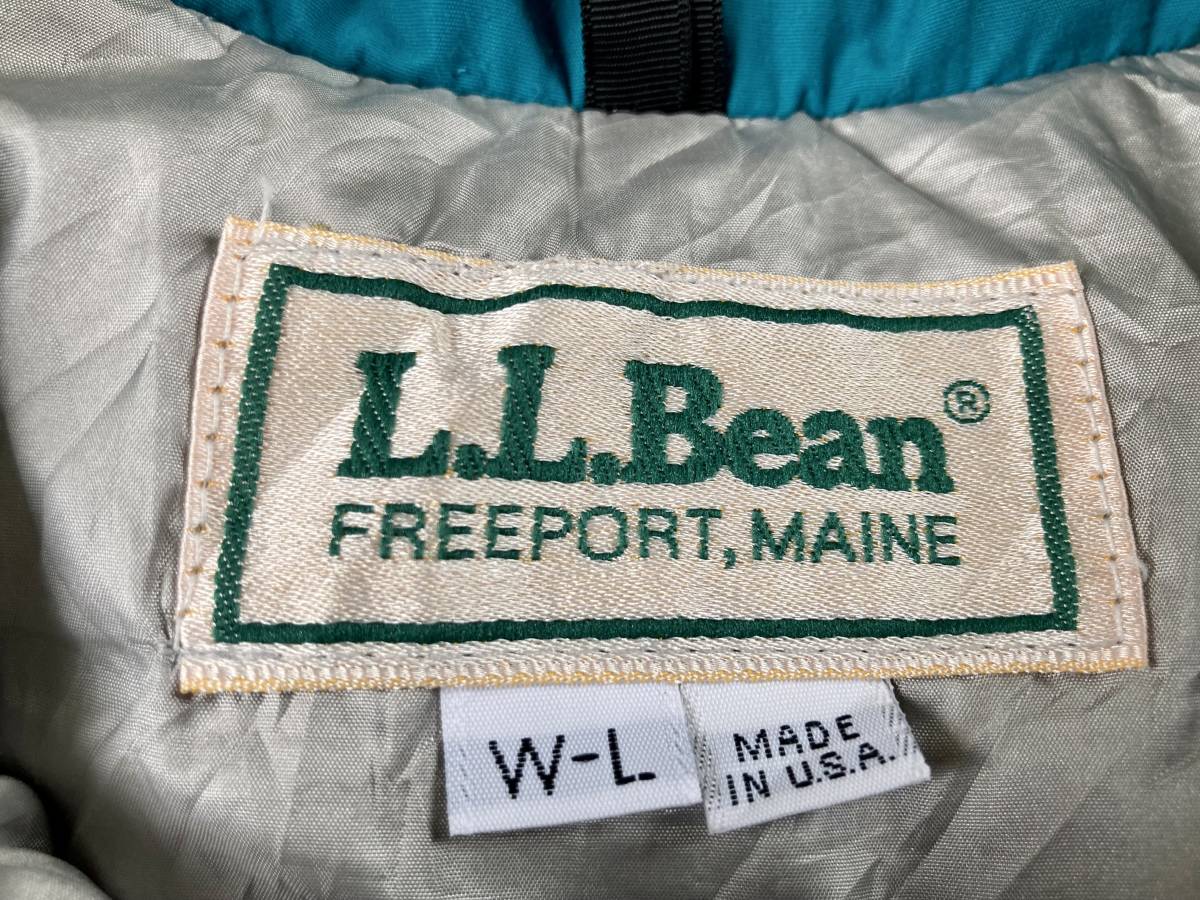 L.L.Bean®
FREEPORT, MAINE
W-L
MADE
IN U.S.A.